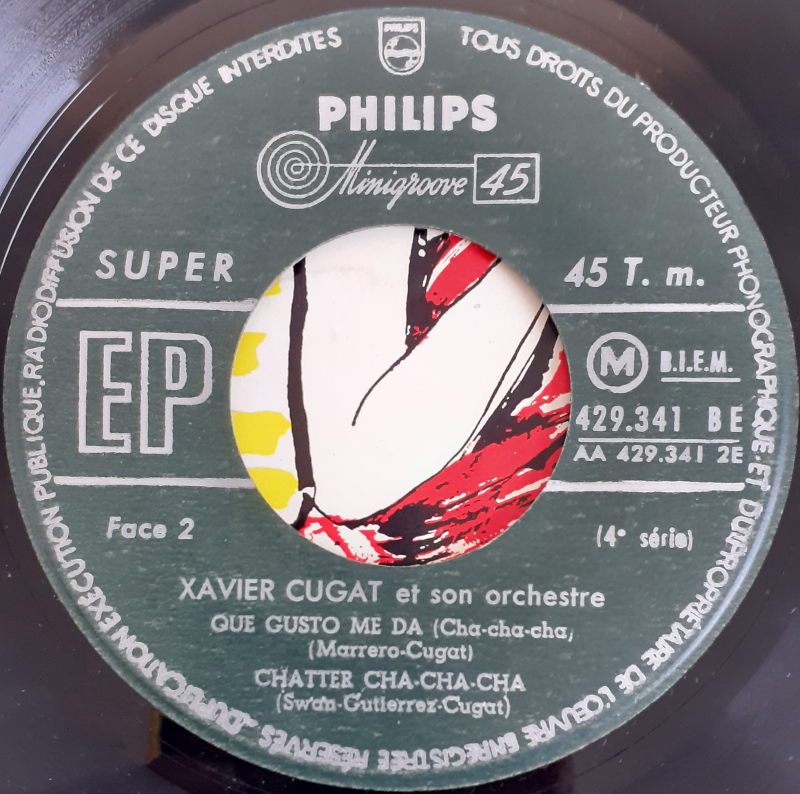 PHILIPS
TOUS DROITS DU PRODUCTEUR PHONOGRAPHIQUE ET DU PROPRIÉTAIRE DE L'ŒUVRE ENREGISTRÉE RÉSERVÉS. DUPLICATION EXÉCUTION PUBLIQUE. RADIODIFFUSION DE CE DISQUE INTERDITES
PHILIPS
Minigroove 45
SUPER
45 T. m.
EP
M B.I.E.M.
429.341 BE
AA 429.341 2E
Face 2
(4e série)
XAVIER CUGAT et son orchestre
QUE GUSTO ME DA (Cha-cha-cha)
(Marrero-Cugat)
CHATTER CHA-CHA-CHA
(Swan-Gutierrez-Cugat)